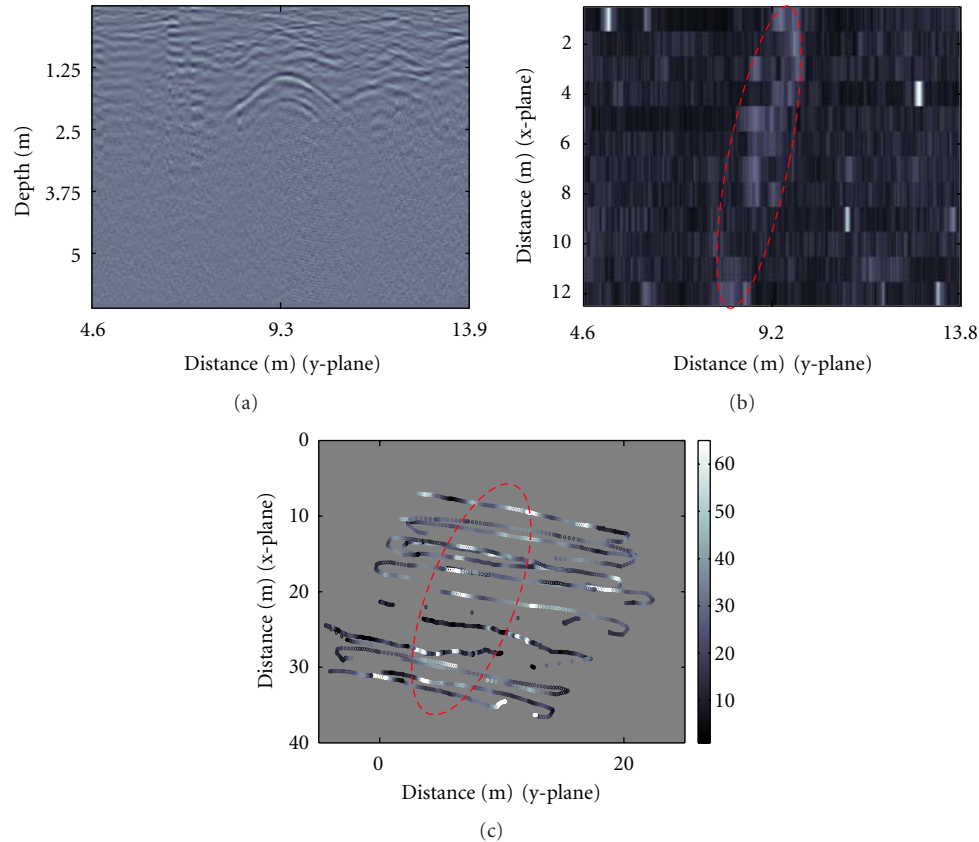 1.25
2.5
3.75
5
Depth (m)
4.6 9.3 13.9
Distance (m) (y-plane)
(a)
2
4
6
8
10
12
Distance (m) (x-plane)
4.6 9.2 13.8
Distance (m) (y-plane)
(b)
0
10
20
30
40
Distance (m) (x-plane)
0 20
Distance (m) (y-plane)
60
50
40
30
20
10
(c)